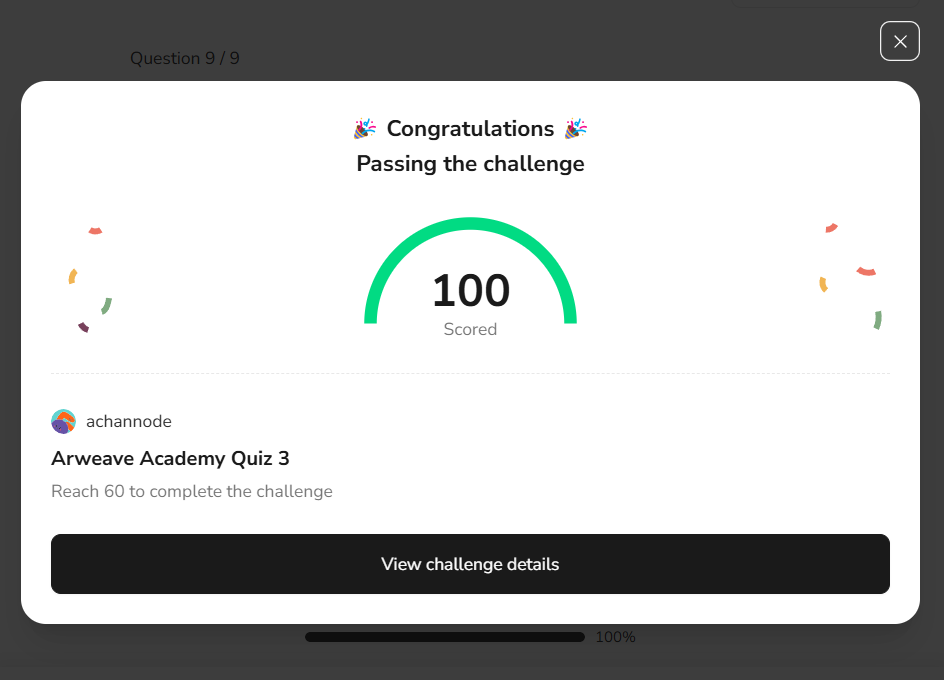 Question 9 / 9
🎉 Congratulations 🎉
Passing the challenge
100
Scored
achannode
Arweave Academy Quiz 3
Reach 60 to complete the challenge
View challenge details
100%